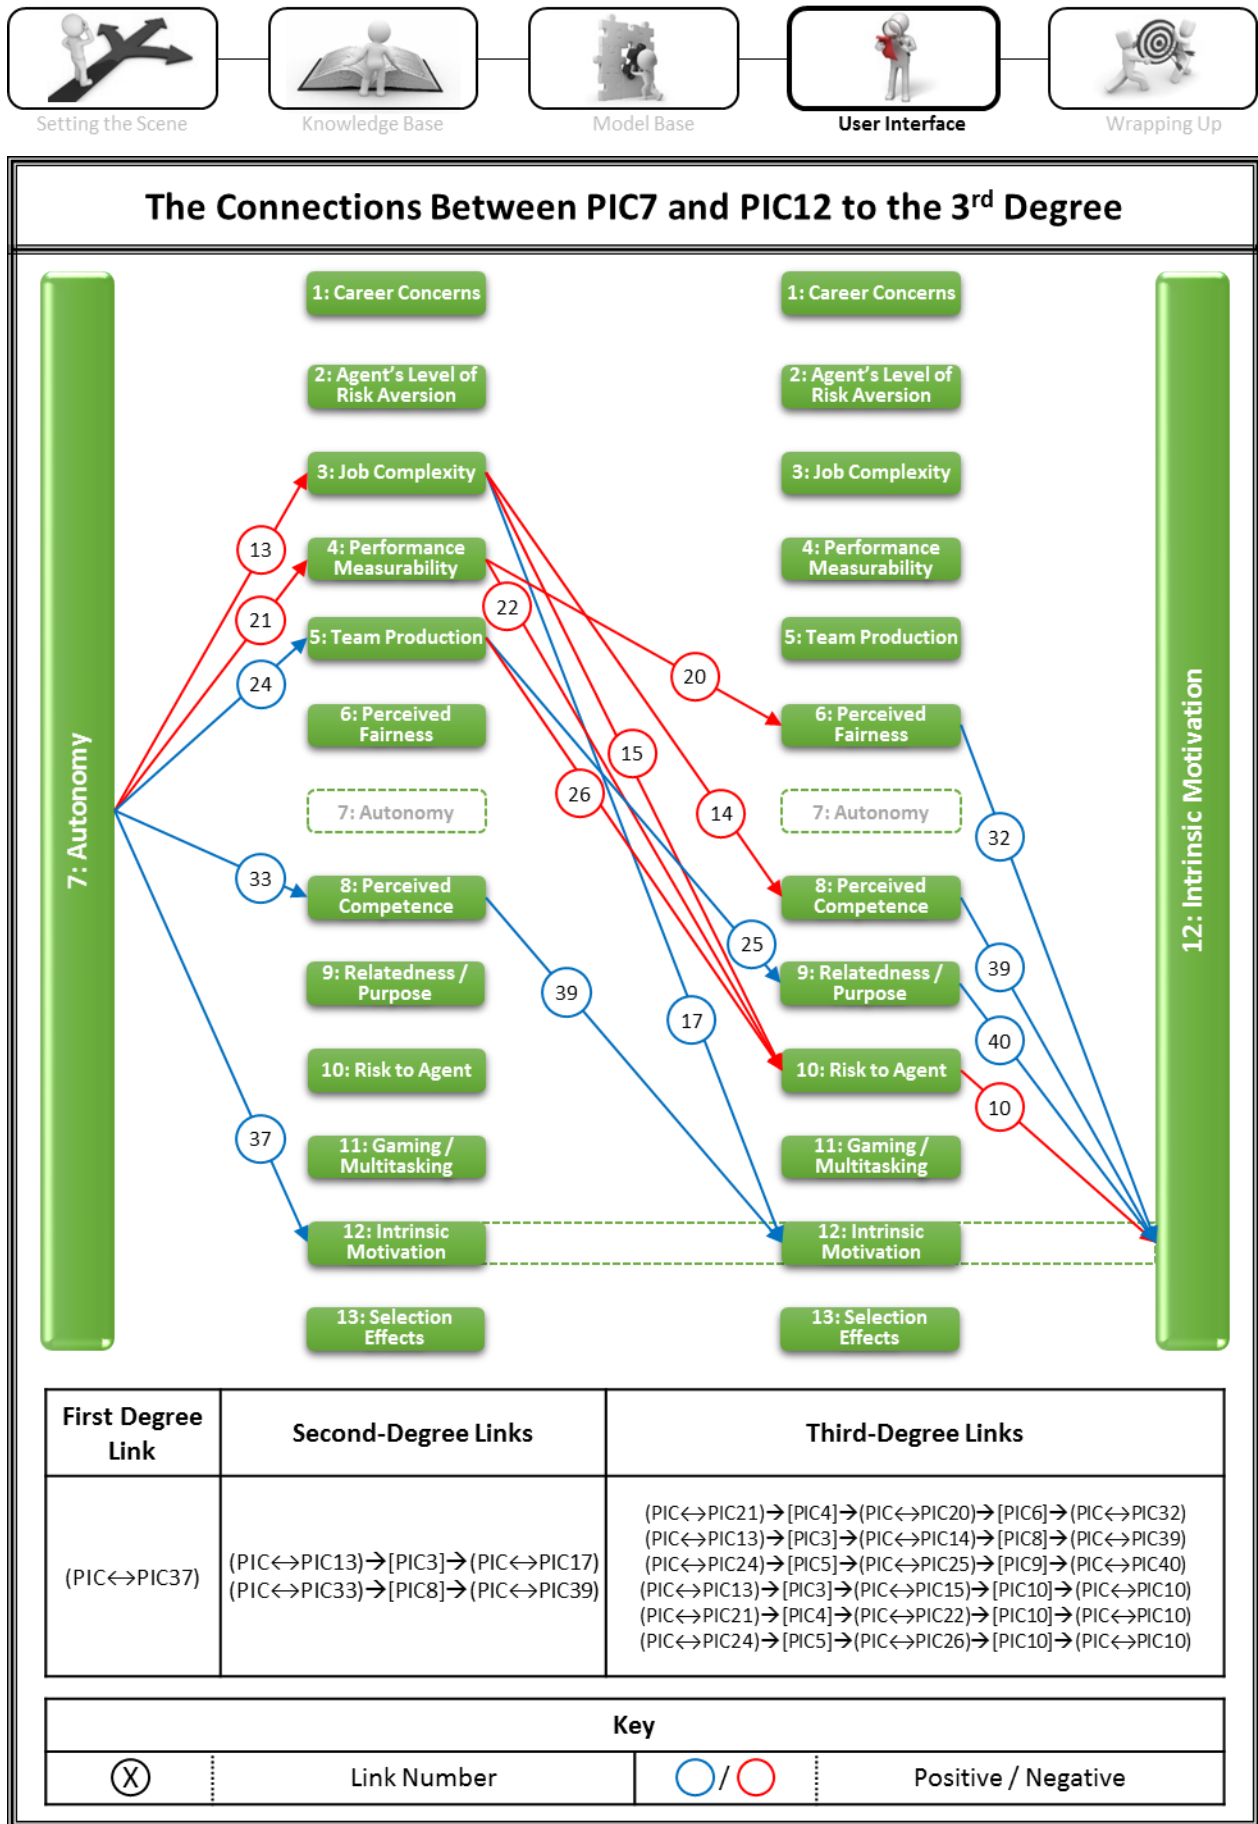 Setting the Scene
Knowledge Base
Model Base
User Interface
Wrapping Up
The Connections Between PIC7 and PIC12 to the 3rd Degree
7: Autonomy
1: Career Concerns
2: Agent's Level of
Risk Aversion
3: Job Complexity
4: Performance
Measurability
5: Team Production
6: Perceived
Fairness
7: Autonomy
8: Perceived
Competence
9: Relatedness /
Purpose
10: Risk to Agent
11: Gaming /
Multitasking
12: Intrinsic
Motivation
13: Selection
Effects
1: Career Concerns
2: Agent's Level of
Risk Aversion
3: Job Complexity
4: Performance
Measurability
5: Team Production
6: Perceived
Fairness
7: Autonomy
8: Perceived
Competence
9: Relatedness /
Purpose
10: Risk to Agent
11: Gaming /
Multitasking
12: Intrinsic
Motivation
13: Selection
Effects
12: Intrinsic Motivation
13
21
24
33
37
22
20
15
26
14
25
39
17
32
39
40
10
First Degree
Link
Second-Degree Links
Third-Degree Links
(PIC↔PIC37)
(PIC↔PIC13)→[PIC3]→(PIC↔PIC17)
(PIC↔PIC33)→[PIC8]→(PIC↔PIC39)
(PIC↔PIC21)→[PIC4]→(PIC↔PIC20)→[PIC6]→(PIC↔PIC32)
(PIC↔PIC13)→[PIC3]→(PIC↔PIC14)→[PIC8]→(PIC↔PIC39)
(PIC↔PIC24)→[PIC5]→(PIC↔PIC25)→[PIC9]→(PIC↔PIC40)
(PIC↔PIC13)→[PIC3]→(PIC↔PIC15)→[PIC10]→(PIC↔PIC10)
(PIC↔PIC21)→[PIC4]→(PIC↔PIC22)→[PIC10]→(PIC↔PIC10)
(PIC↔PIC24)→[PIC5]→(PIC↔PIC26)→[PIC10]→(PIC↔PIC10)
Key
X
Link Number
/
Positive / Negative